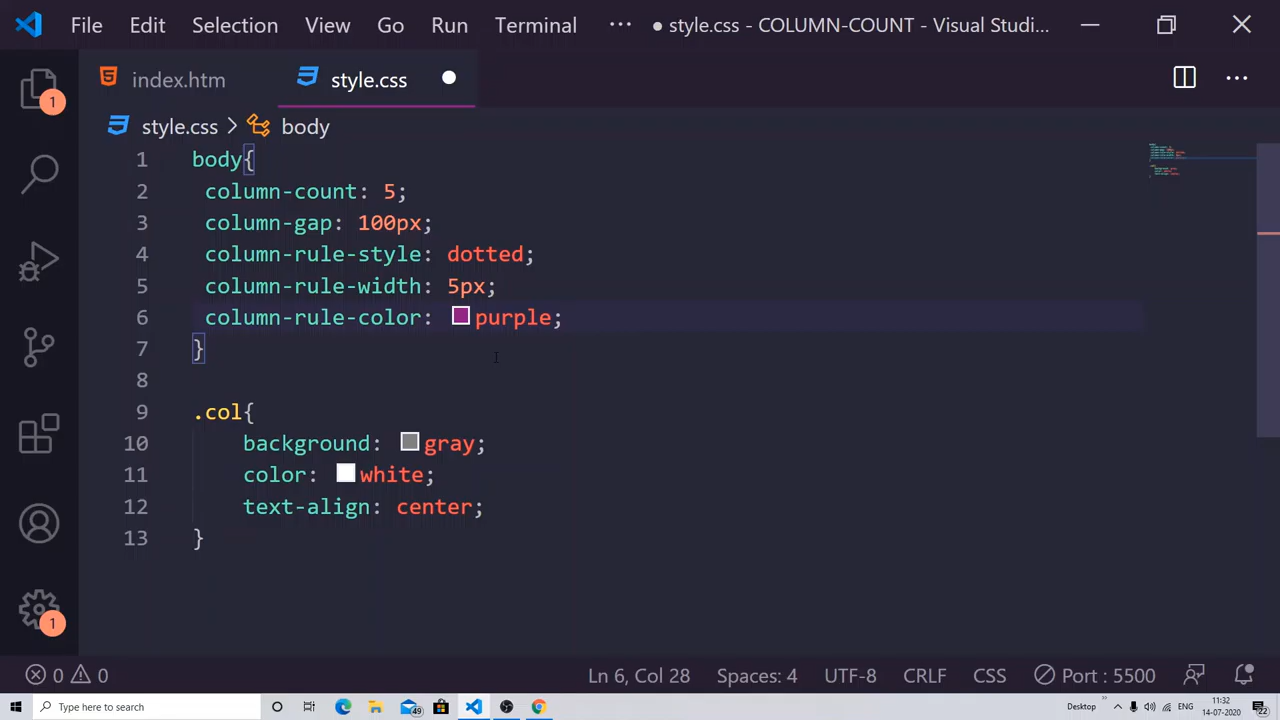 File Edit Selection View Go Run Terminal ··· ● style.css - COLUMN-COUNT - Visual Studi...
index.htm style.css
1
style.css > body
1 body{
2 column-count: 5;
3 column-gap: 100px;
4 column-rule-style: dotted;
5 column-rule-width: 5px;
6 column-rule-color: purple;
7 }
8
9 .col{
10 background: gray;
11 color: white;
12 text-align: center;
13 }
1
0 0 Ln 6, Col 28 Spaces: 4 UTF-8 CRLF CSS Port : 5500
Type here to search 49 Desktop ENG 11:32
14-07-2020 22